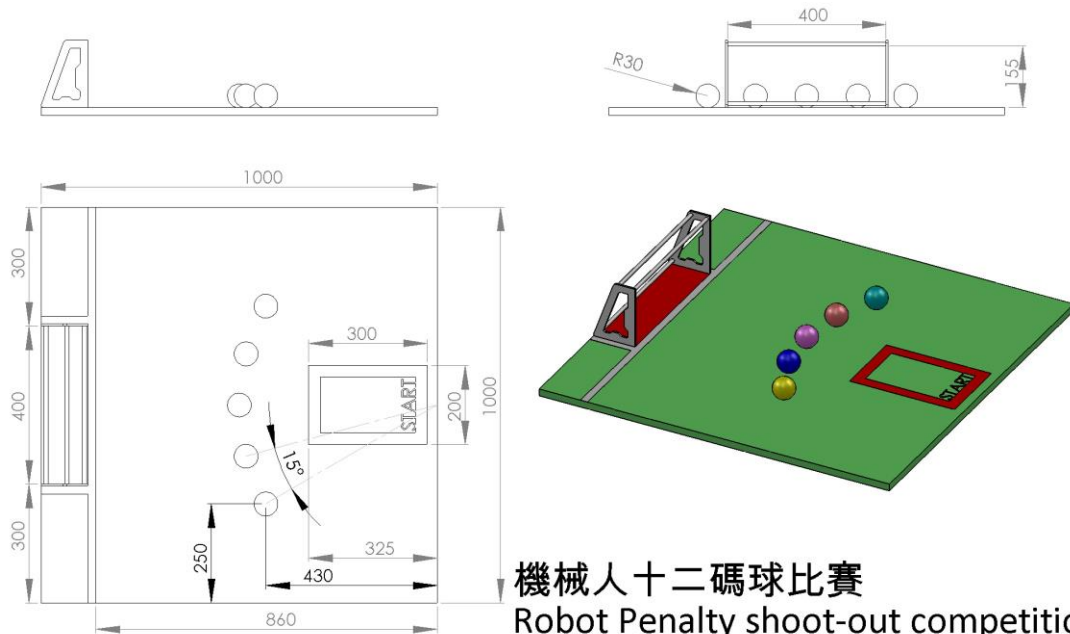 400
R30
155
1000
300
300
START
15°
400
200
1000
300
250
325
430
860
機械人十二碼球比賽
Robot Penalty shoot-out competitio
START